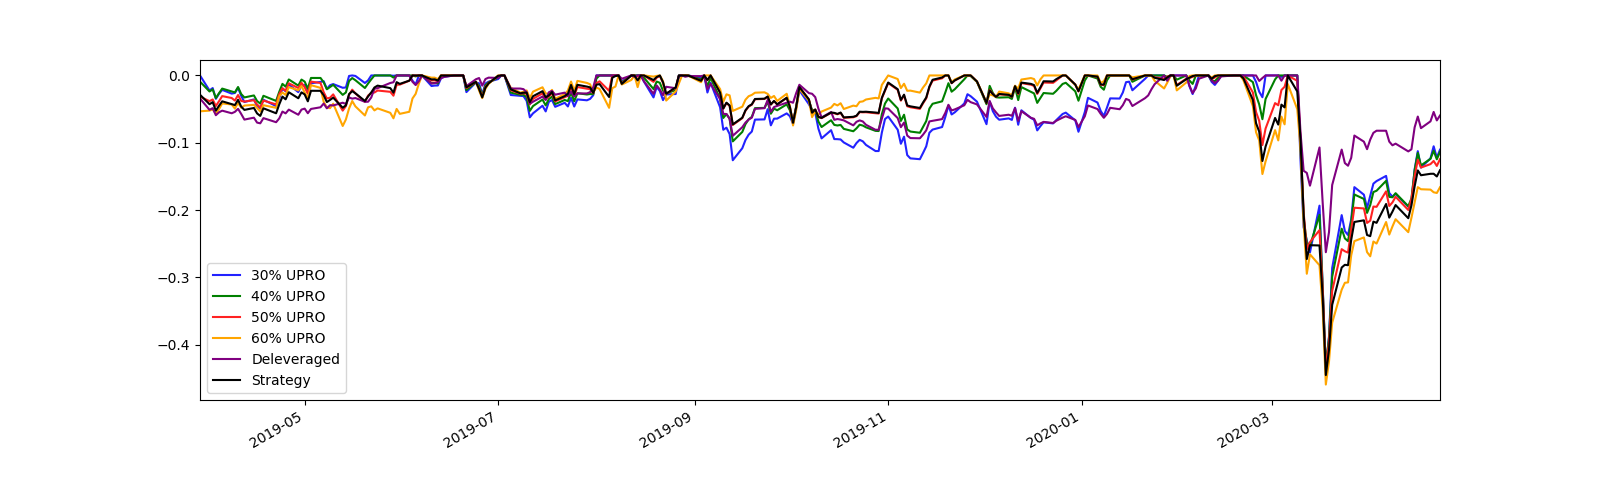 0.0
−0.1
−0.2
−0.3
−0.4
30% UPRO
40% UPRO
50% UPRO
60% UPRO
Deleveraged
Strategy
2019-05
2019-07
2019-09
2019-11
2020-01
2020-03